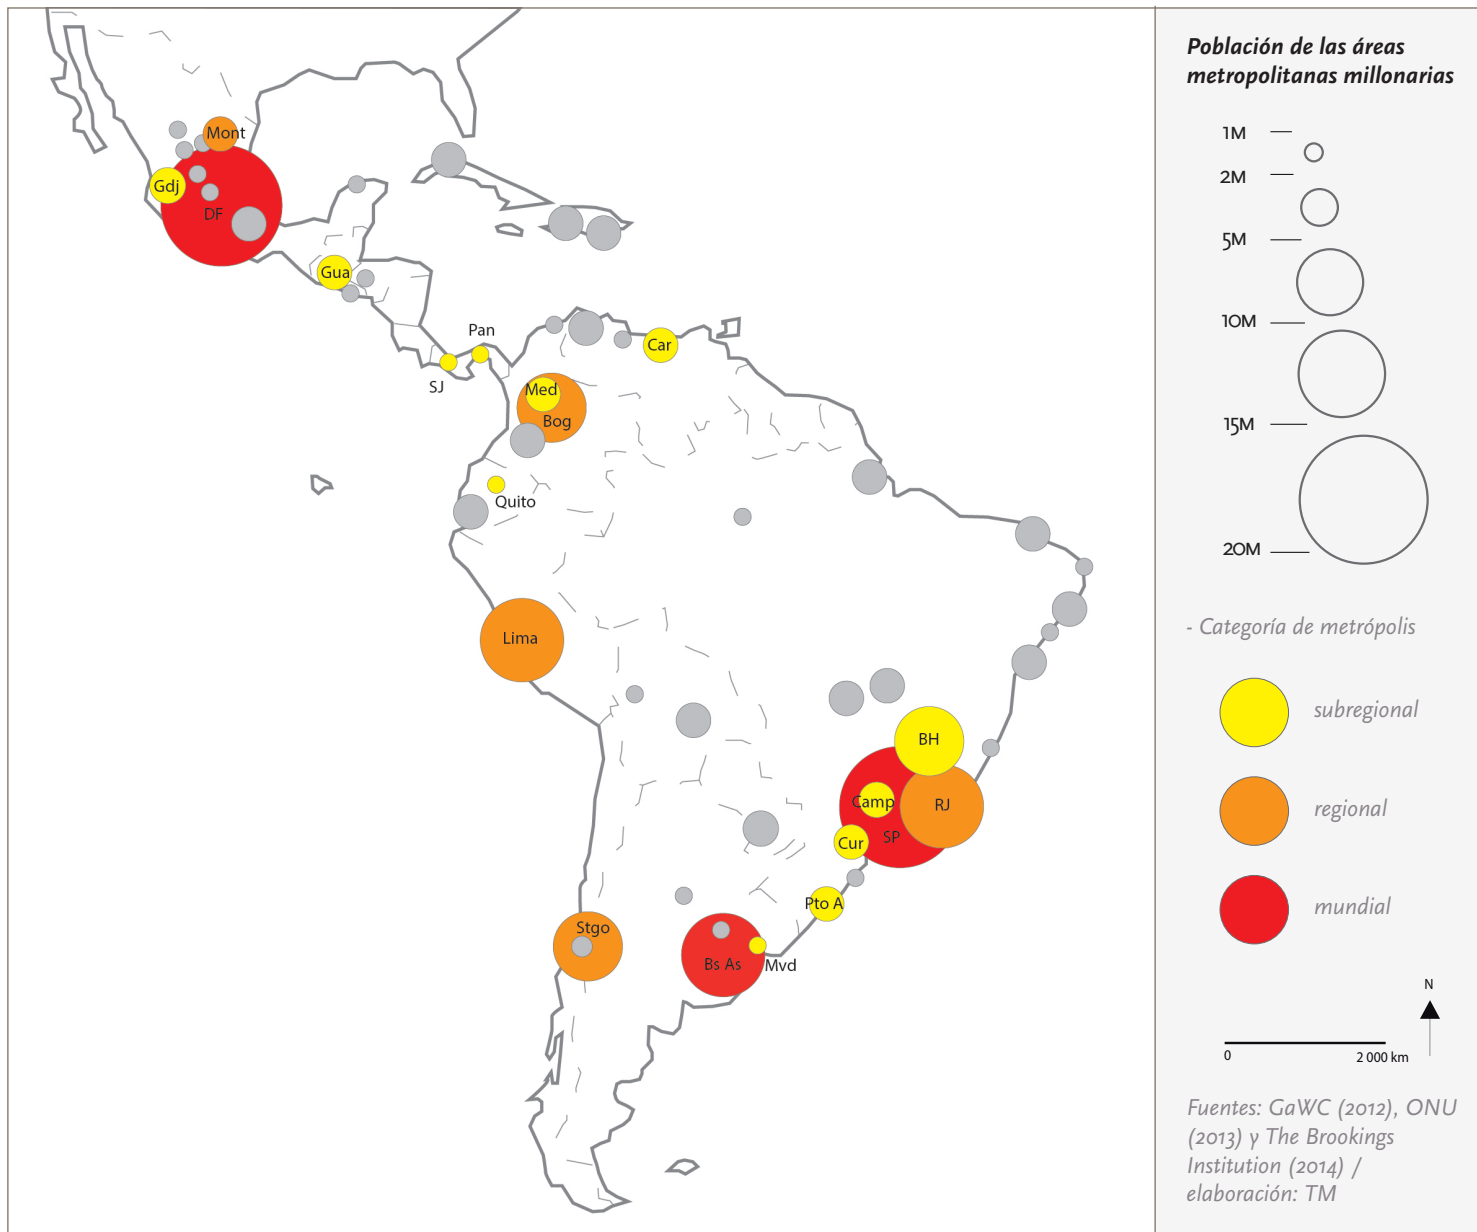 Mont
Gdj
DF
Gua
Pan
SJ
Car
Med
Bog
Quito
Lima
BH
Camp
RJ
SP
Cur
Pto A
Stgo
Bs As
Mvd
Población de las áreas
metropolitanas millonarias
1M
2M
5M
10M
15M
20M
- Categoría de metrópolis
subregional
regional
mundial
N
0
2 000 km
Fuentes: GaWC (2012), ONU
(2013) y The Brookings
Institution (2014) /
elaboración: TM